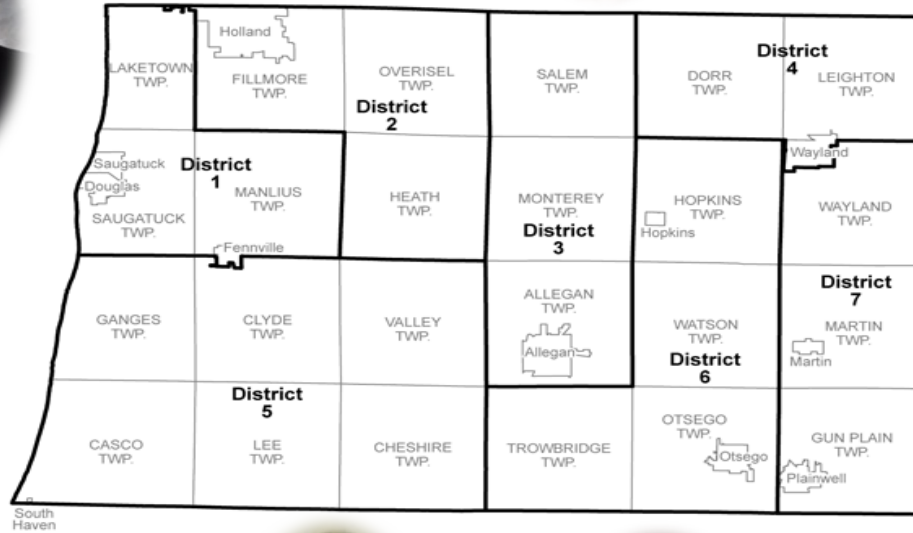 Holland
LAKETOWN
TWP.
FILLMORE
TWP.
OVERISEL
TWP.
District
2
SALEM
TWP.
DORR
TWP.
District
4
LEIGHTON
TWP.
Saugatuck
Douglas
SAUGATUCK
TWP.
District
1
MANLIUS
TWP.
Fennville
HEATH
TWP.
MONTEREY
TWP.
District
3
HOPKINS
TWP.
Hopkins
Wayland
WAYLAND
TWP.
GANGES
TWP.
CLYDE
TWP.
VALLEY
TWP.
ALLEGAN
TWP.
Allegan
WATSON
TWP.
District
6
District
7
MARTIN
TWP.
Martin
CASCO
TWP.
District
5
LEE
TWP.
CHESHIRE
TWP.
TROWBRIDGE
TWP.
OTSEGO
TWP.
Otsego
GUN PLAIN
TWP.
Plainwell
South
Haven